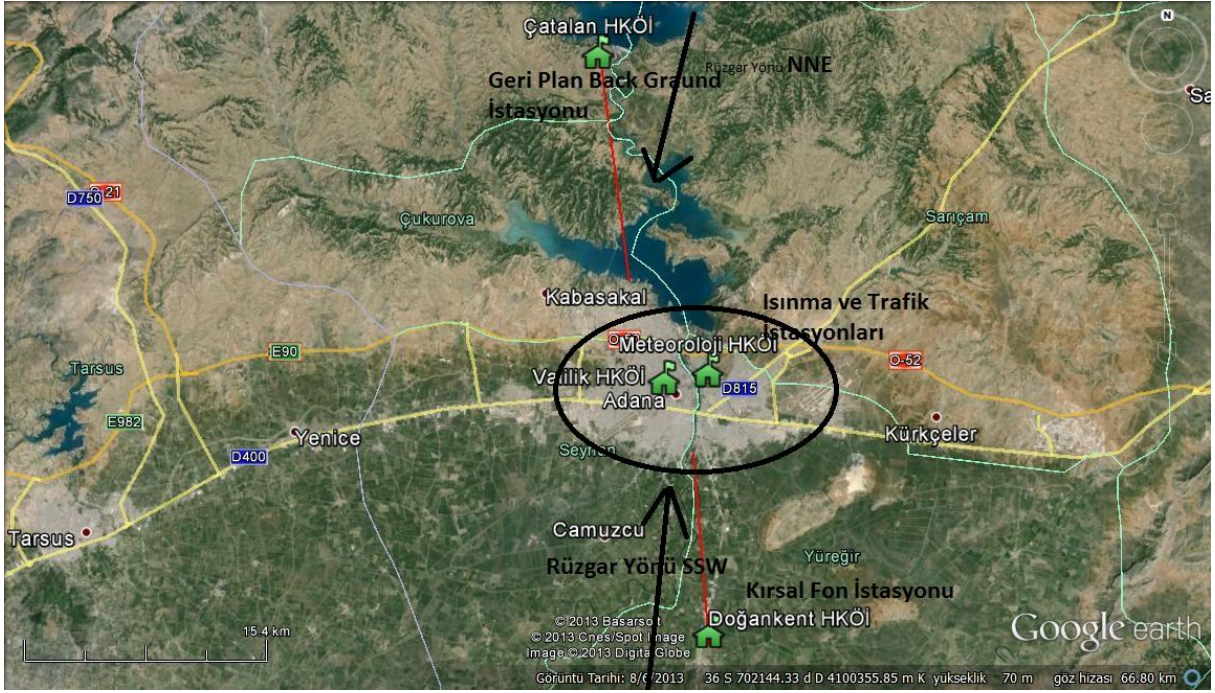 Çatalan HKÖİ
N
Rüzgar Yönü NNE
Geri Plan Back Graund
İstasyonu
Sa
D750
O-21
Çukurova
Sarıçam
Kabasakal
Isınma ve Trafik
İstasyonları
Meteoroloji HKÖİ
E90
O-52
Tarsus
Valilik HKÖİ
D815
Adana
E982
Kürkçeler
Yenice
D400
Seyhan
Camuzcu
Tarsus
Yüreğir
Rüzgar Yönü SSW
Kırsal Fon İstasyonu
Doğankent HKÖİ
15.4 km
© 2013 Basarsoft
© 2013 Cnes/Spot Image
Image © 2013 DigitalGlobe
Google earth
Görüntü Tarihi: 8/6/2013 36 S 702144.33 d D 4100355.85 m K yükseklik 70 m göz hizası 66.80 km